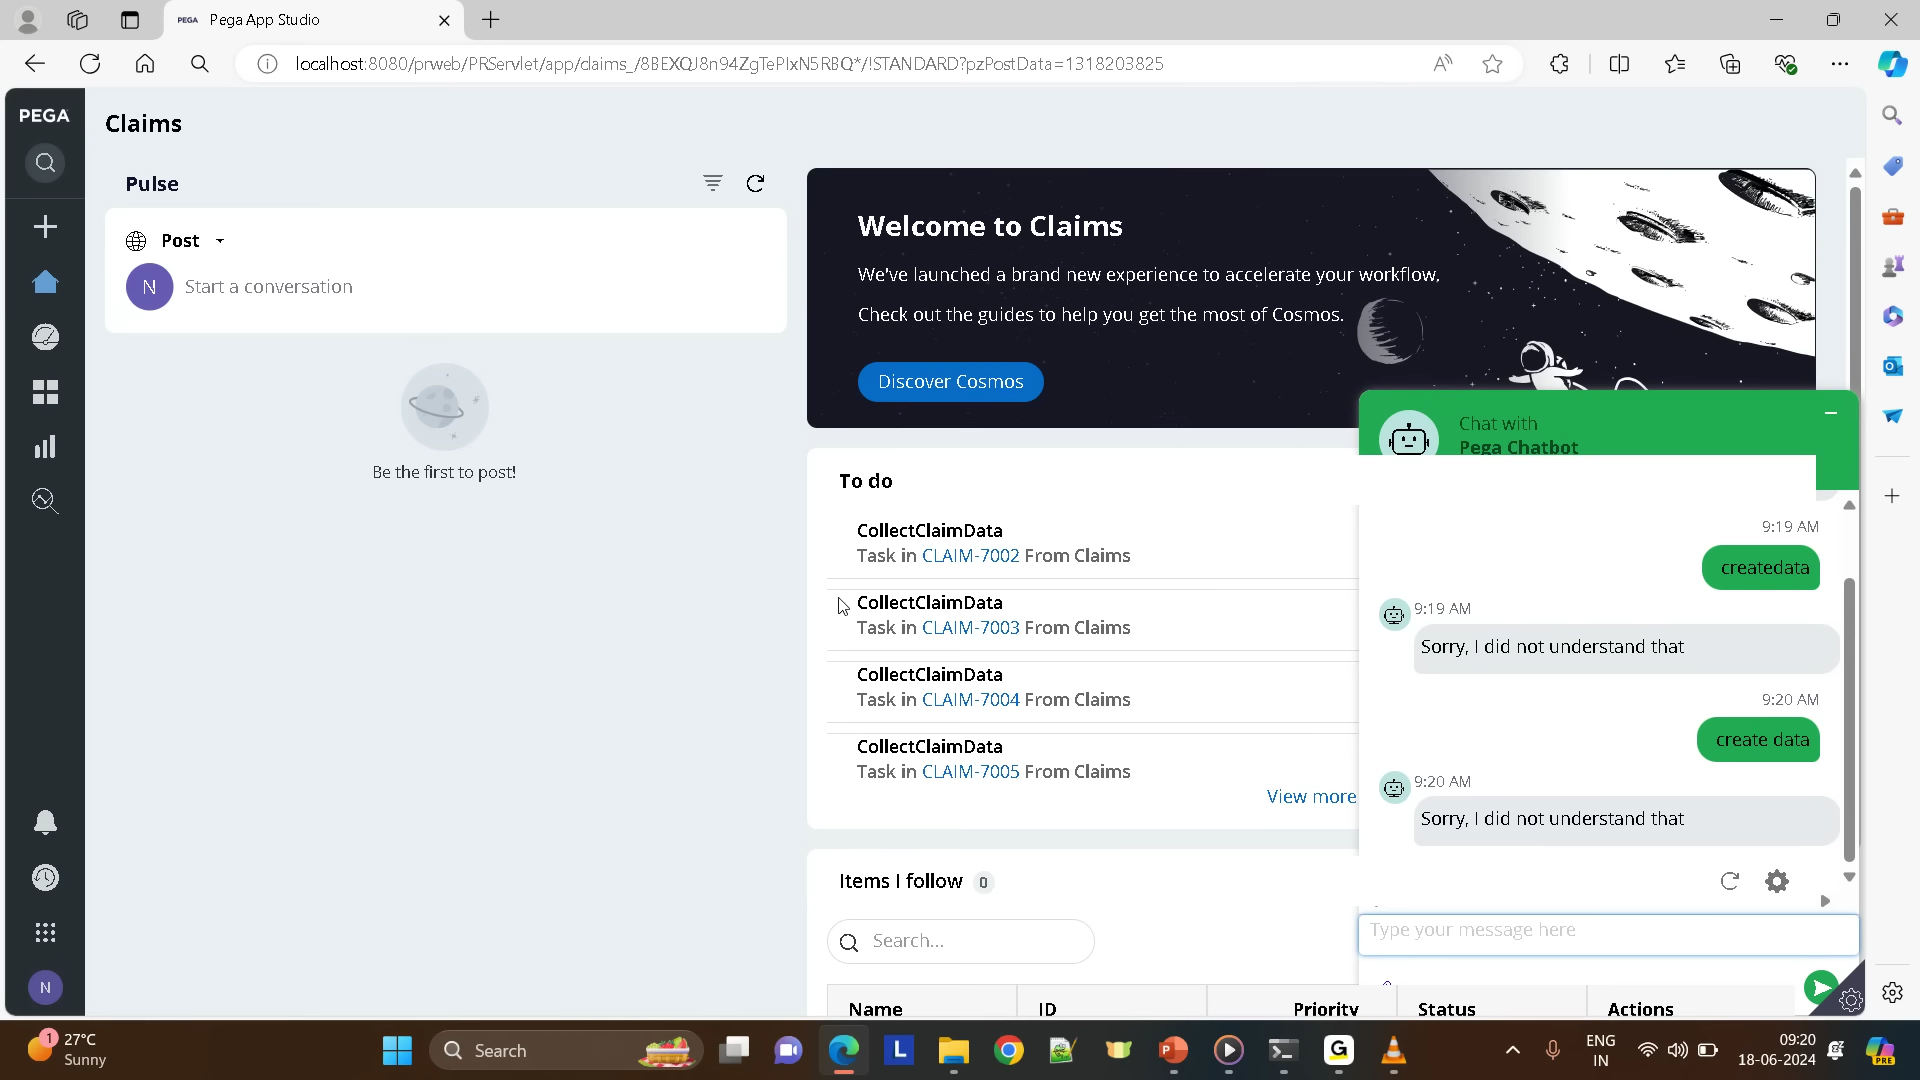 PEGA Pega App Studio
localhost:8080/prweb/PRServlet/app/claims_/8BEXQJ8n94ZgTePIxN5RBQ*/!STANDARD?pzPostData=1318203825
PEGA
Claims
Pulse
Post
N Start a conversation
Be the first to post!
Welcome to Claims
We've launched a brand new experience to accelerate your workflow,
Check out the guides to help you get the most of Cosmos.
Discover Cosmos
To do
CollectClaimData
Task in CLAIM-7002 From Claims
CollectClaimData
Task in CLAIM-7003 From Claims
CollectClaimData
Task in CLAIM-7004 From Claims
CollectClaimData
Task in CLAIM-7005 From Claims
View more
Items I follow 0
Search...
Name ID Priority Status Actions
Chat with
Pega Chatbot
9:19 AM
createdata
9:19 AM
Sorry, I did not understand that
9:20 AM
create data
9:20 AM
Sorry, I did not understand that
Type your message here
N
1 27°C
Sunny
Search
L
G
ENG
IN
09:20
18-06-2024
PRE